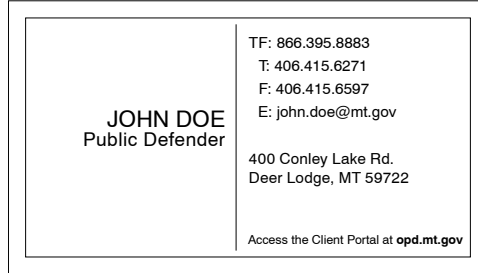 JOHN DOE
Public Defender
TF: 866.395.8883
T: 406.415.6271
F: 406.415.6597
E: john.doe@mt.gov
400 Conley Lake Rd.
Deer Lodge, MT 59722
Access the Client Portal at opd.mt.gov